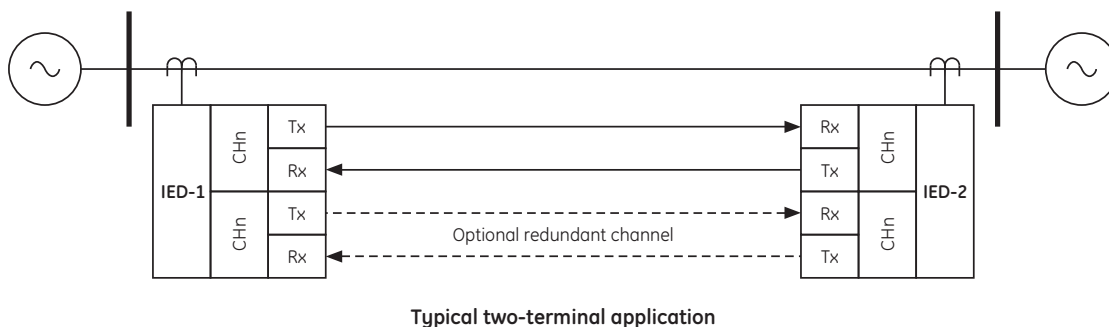 Tx
Rx
CHn
CHn
Rx
Tx
IED-1
IED-2
Tx
Rx
CHn
CHn
Optional redundant channel
Rx
Tx
Typical two-terminal application